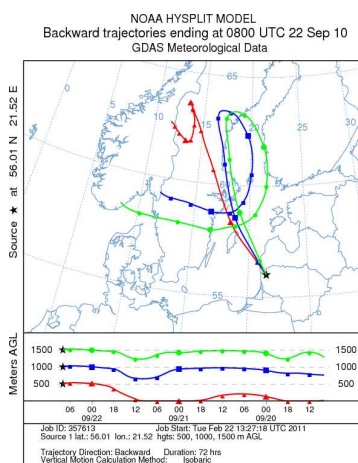 NOAA HYSPLIT MODEL
Backward trajectories ending at 0800 UTC 22 Sep 10
GDAS Meteorological Data
Source ★ at 56.01 N 21.52 E
65
5
10
15
20
25
60
55
Meters AGL
1500
1000
500
1500
1000
500
06 00 18 12 06 00 18 12 06 00 18 12
09/22 09/21 09/20
Job ID: 357613 Job Start: Tue Feb 22 13:27:18 UTC 2011
Source 1 lat.: 56.01 lon.: 21.52 hgts: 500, 1000, 1500 m AGL
Trajectory Direction: Backward Duration: 72 hrs
Vertical Motion Calculation Method: Isobaric